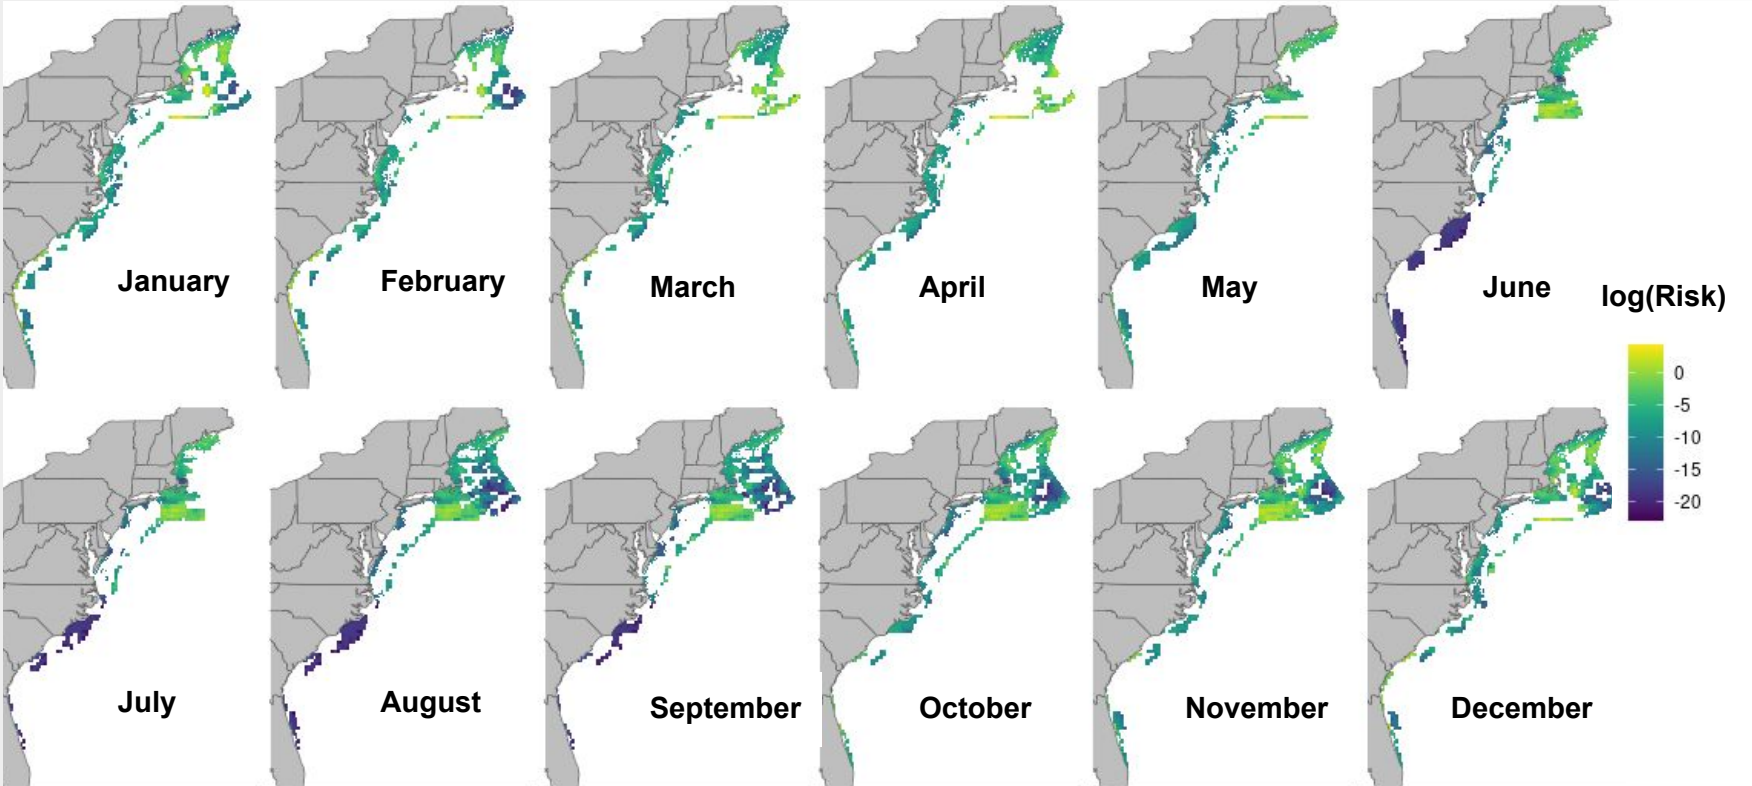 January
February
March
April
May
June
log(Risk)
0
-5
-10
-15
-20
July
August
September
October
November
December